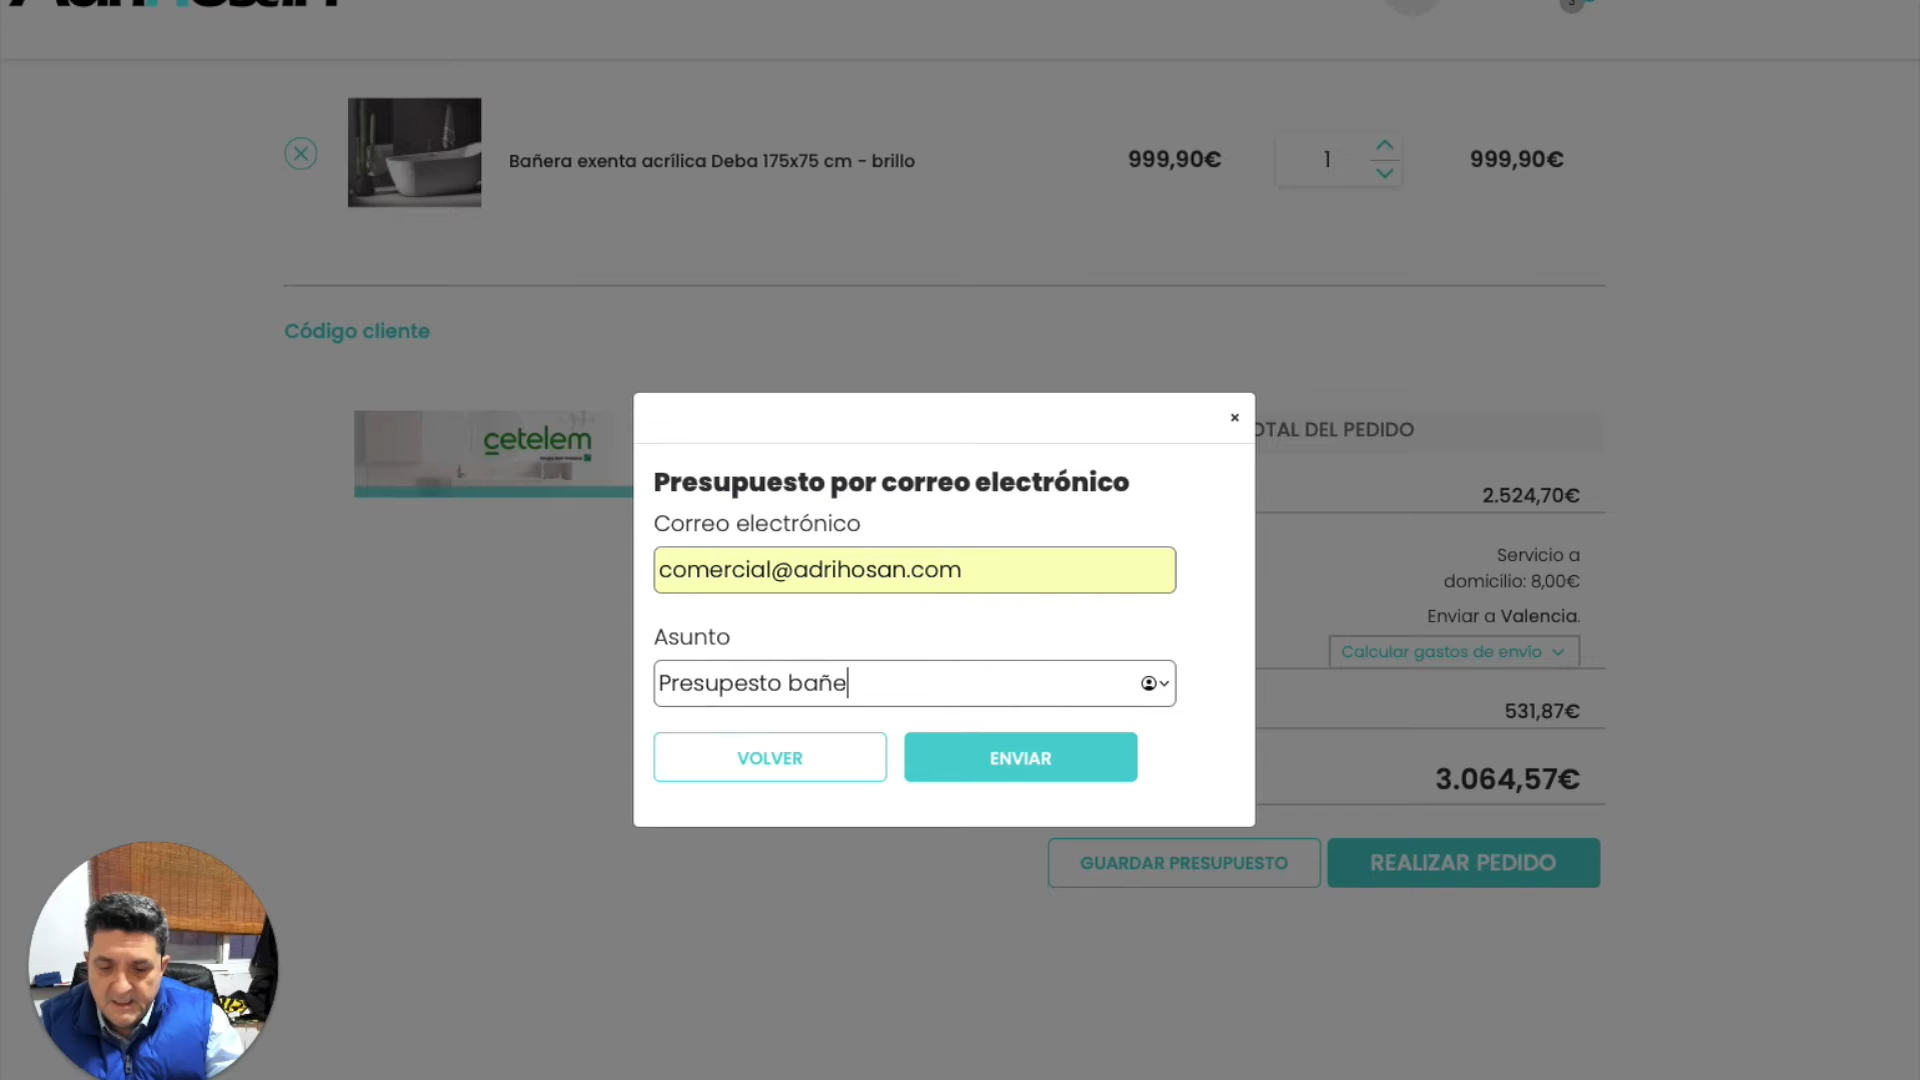 3
Bañera exenta acrílica Deba 175x75 cm - brillo
999,90€
1
999,90€
Código cliente
cetelem
×
OTAL DEL PEDIDO
Presupuesto por correo electrónico
Correo electrónico
comercial@adrihosan.com
Asunto
Presupesto bañe
VOLVER
ENVIAR
2.524,70€
Servicio a
domicilio: 8,00€
Enviar a Valencia.
Calcular gastos de envío
531,87€
3.064,57€
GUARDAR PRESUPUESTO
REALIZAR PEDIDO